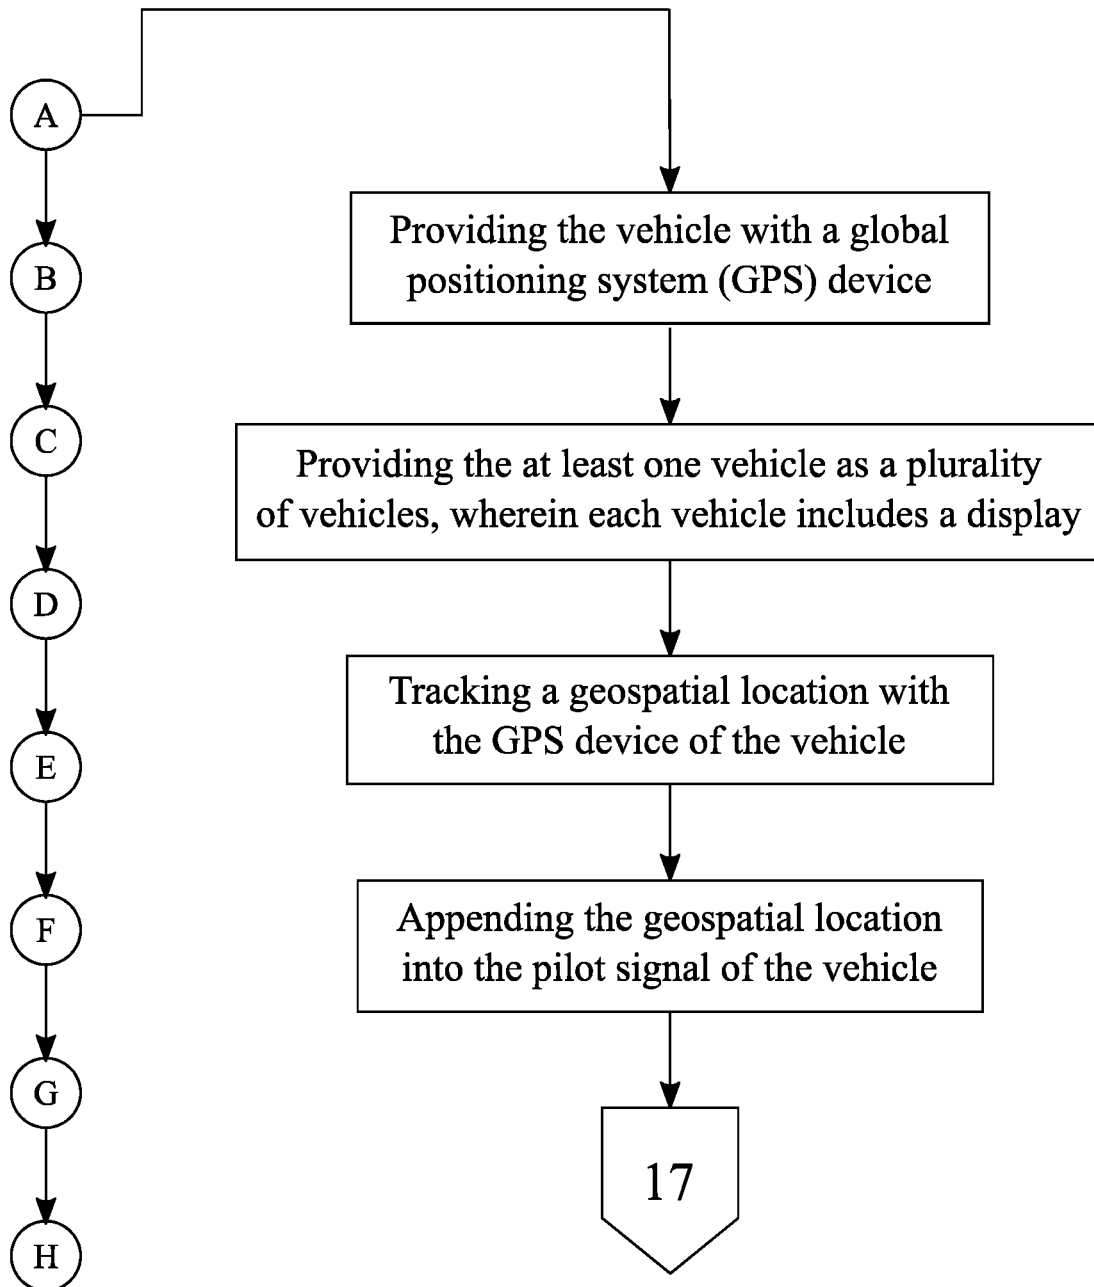 A
B
C
D
E
F
G
H
Providing the vehicle with a global
positioning system (GPS) device
Providing the at least one vehicle as a plurality
of vehicles, wherein each vehicle includes a display
Tracking a geospatial location with
the GPS device of the vehicle
Appending the geospatial location
into the pilot signal of the vehicle
17